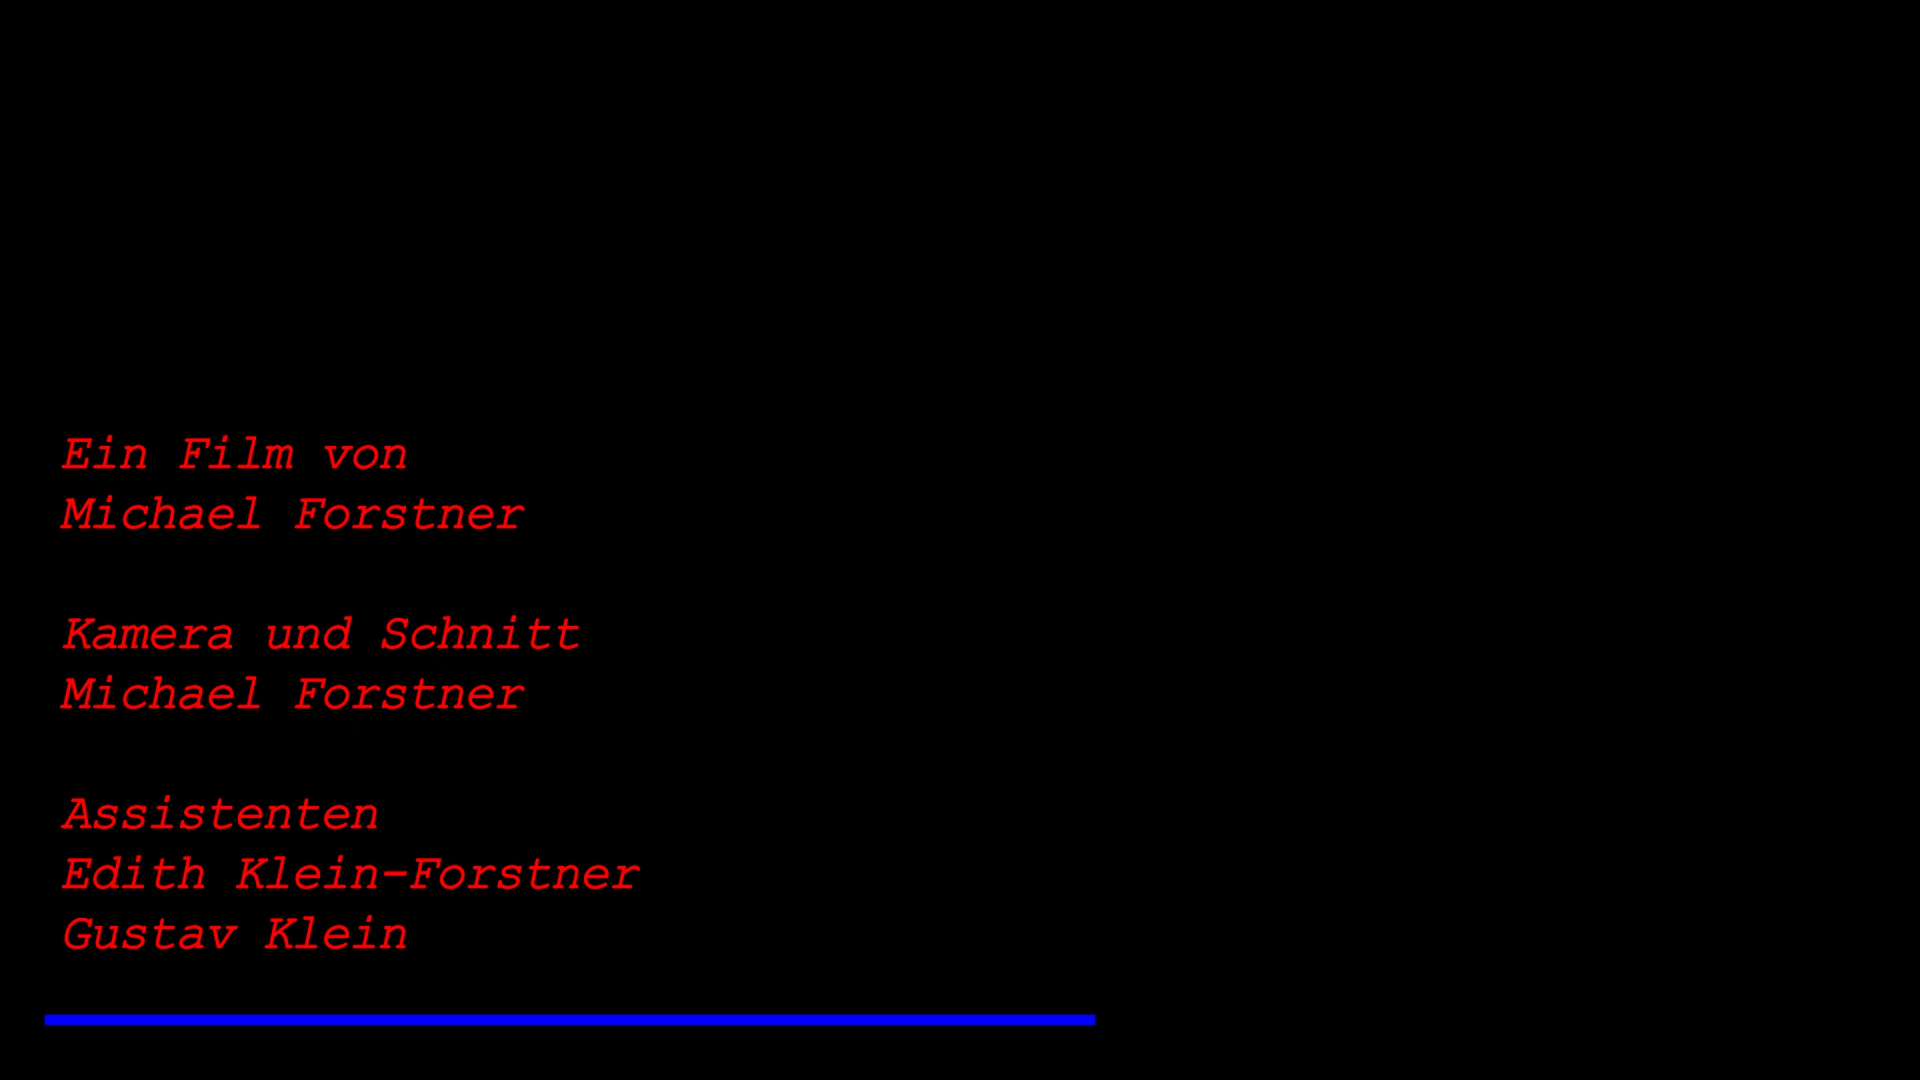 Ein Film von
Michael Forstner
Kamera und Schnitt
Michael Forstner
Assistenten
Edith Klein-Forstner
Gustav Klein